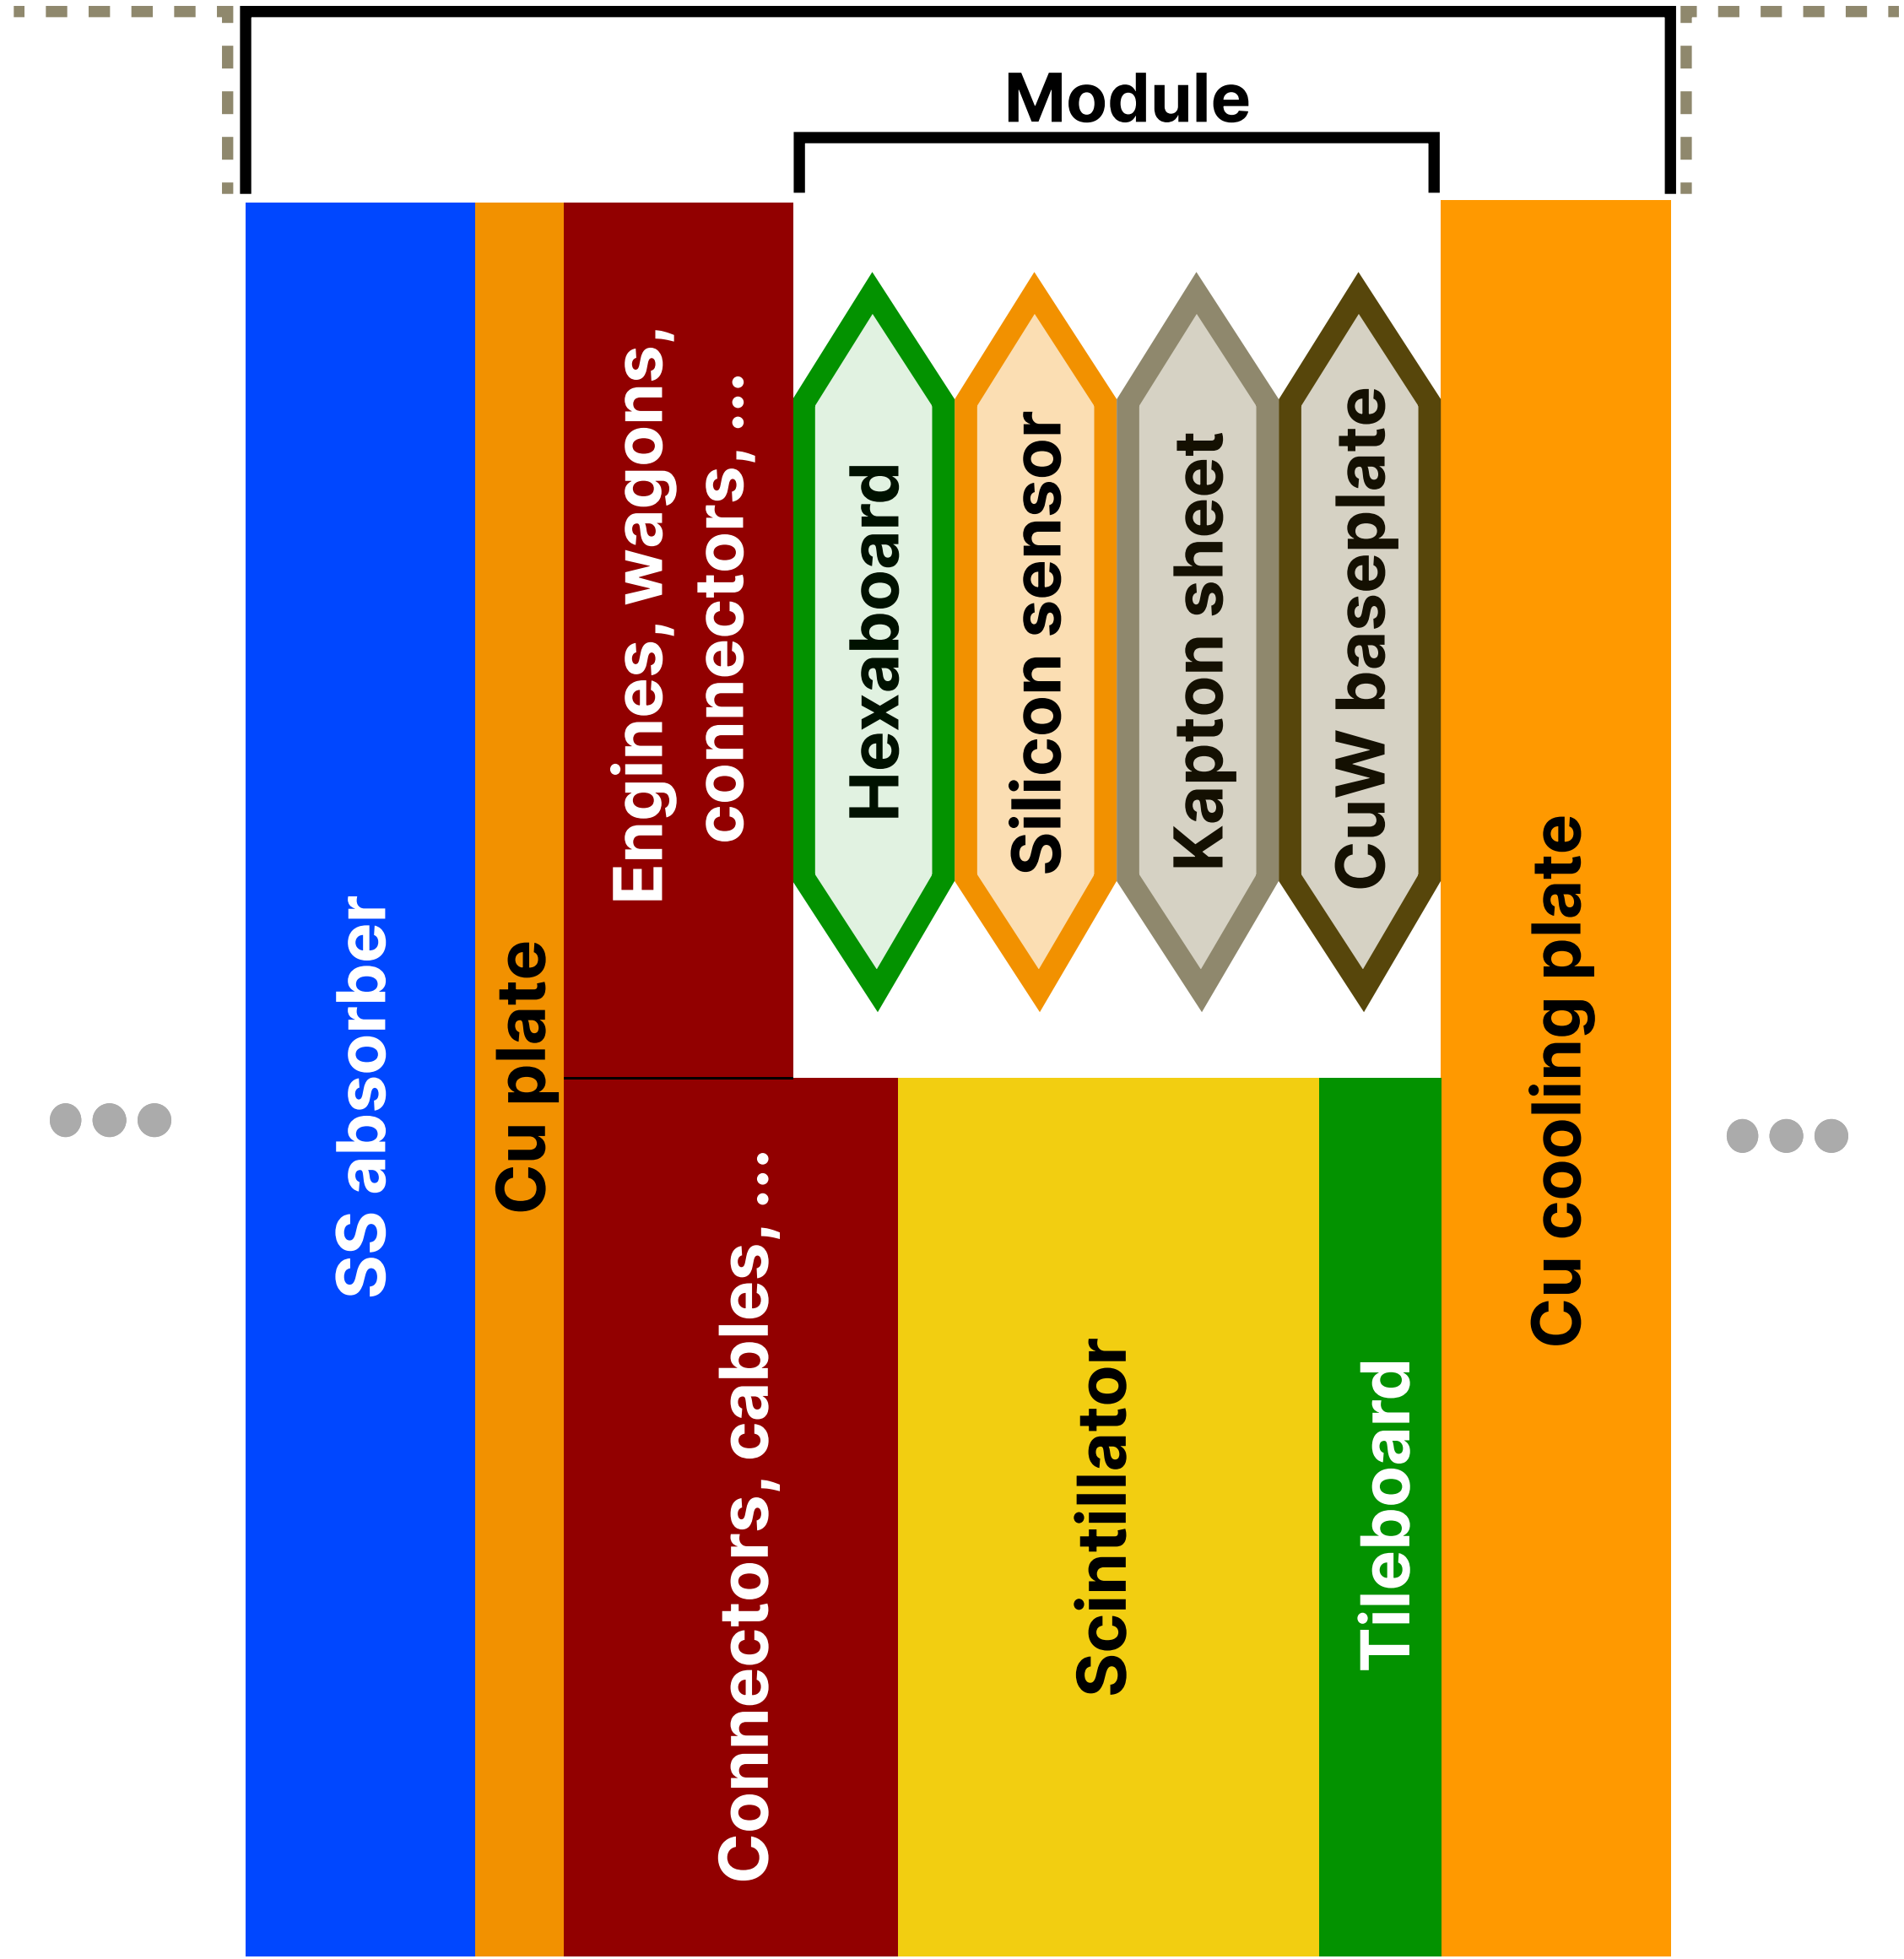 Module
SS absorber
Cu plate
Engines, wagons,
connectors, ...
Hexaboard
Silicon sensor
Kapton sheet
CuW baseplate
Cu cooling plate
Connectors, cables, ...
Scintillator
Tileboard